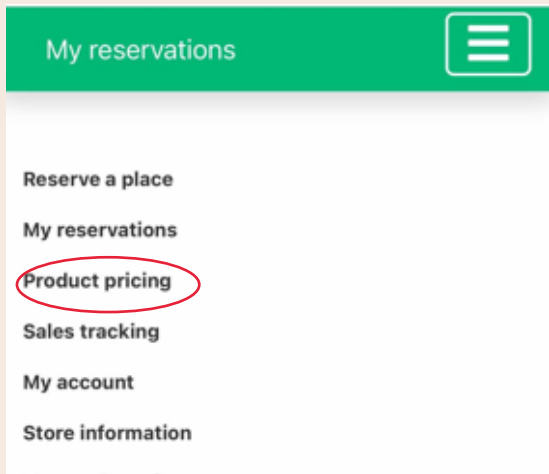 My reservations
Reserve a place
My reservations
Product pricing
Sales tracking
My account
Store information